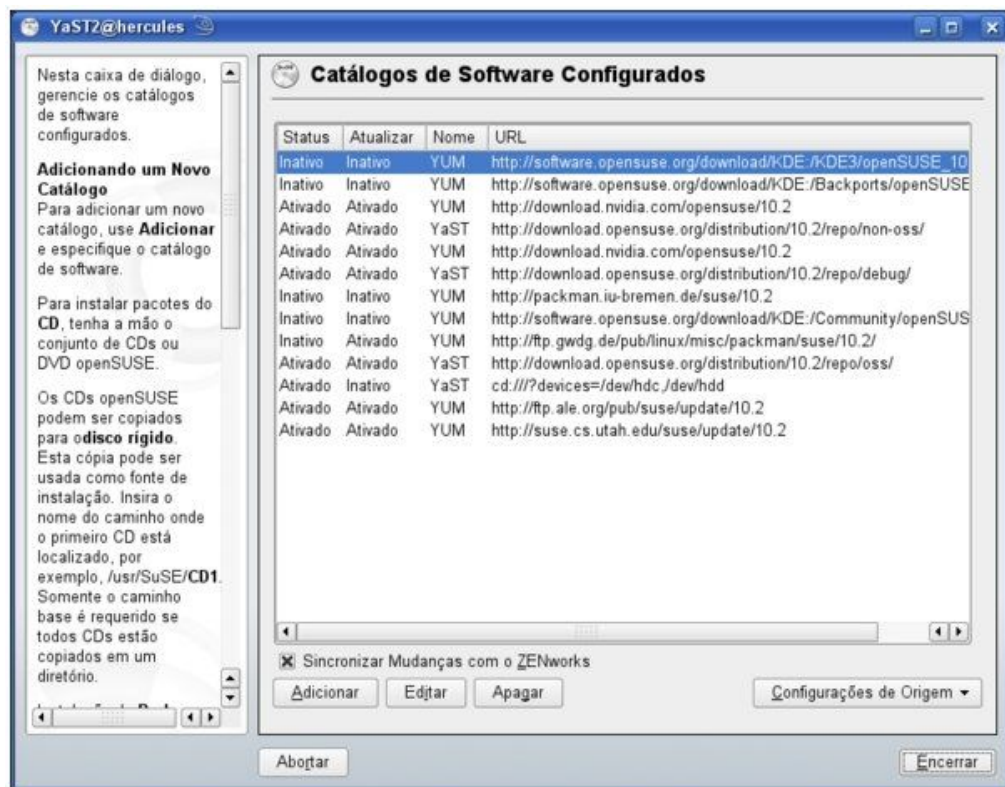 YaST2@hercules
Nesta caixa de diálogo,
gerencie os catálogos
de software
configurados.
Adicionando um Novo
Catálogo
Para adicionar um novo
catálogo, use Adicionar
e especifique o catálogo
de software.
Para instalar pacotes do
CD, tenha a mão o
conjunto de CDs ou
DVD openSUSE.
Os CDs openSUSE
podem ser copiados
para odisco rígido.
Esta cópia pode ser
usada como fonte de
instalação. Insira o
nome do caminho onde
o primeiro CD está
localizado, por
exemplo, /usr/SuSE/CD1.
Somente o caminho
base é requerido se
todos CDs estão
copiados em um
diretório.
Catálogos de Software Configurados
Status Atualizar Nome URL
Inativo Inativo YUM http://software.opensuse.org/download/KDE:/KDE3/openSUSE_10
Inativo Inativo YUM http://software.opensuse.org/download/KDE:/Backports/openSUSE
Ativado Ativado YUM http://download.nvidia.com/opensuse/10.2
Ativado Ativado YaST http://download.opensuse.org/distribution/10.2/repo/non-oss/
Ativado Ativado YUM http://download.nvidia.com/opensuse/10.2
Ativado Ativado YaST http://download.opensuse.org/distribution/10.2/repo/debug/
Inativo Inativo YUM http://packman.iu-bremen.de/suse/10.2
Inativo Inativo YUM http://software.opensuse.org/download/KDE:/Community/openSUS
Inativo Ativado YUM http://ftp.gwdg.de/pub/linux/misc/packman/suse/10.2/
Ativado Ativado YaST http://download.opensuse.org/distribution/10.2/repo/oss/
Ativado Inativo YaST cd:///?devices=/dev/hdc,/dev/hdd
Ativado Ativado YUM http://ftp.ale.org/pub/suse/update/10.2
Ativado Ativado YUM http://suse.cs.utah.edu/suse/update/10.2
Sincronizar Mudanças com o ZENworks
Adicionar Editar Apagar Configurações de Origem
Abortar Encerrar